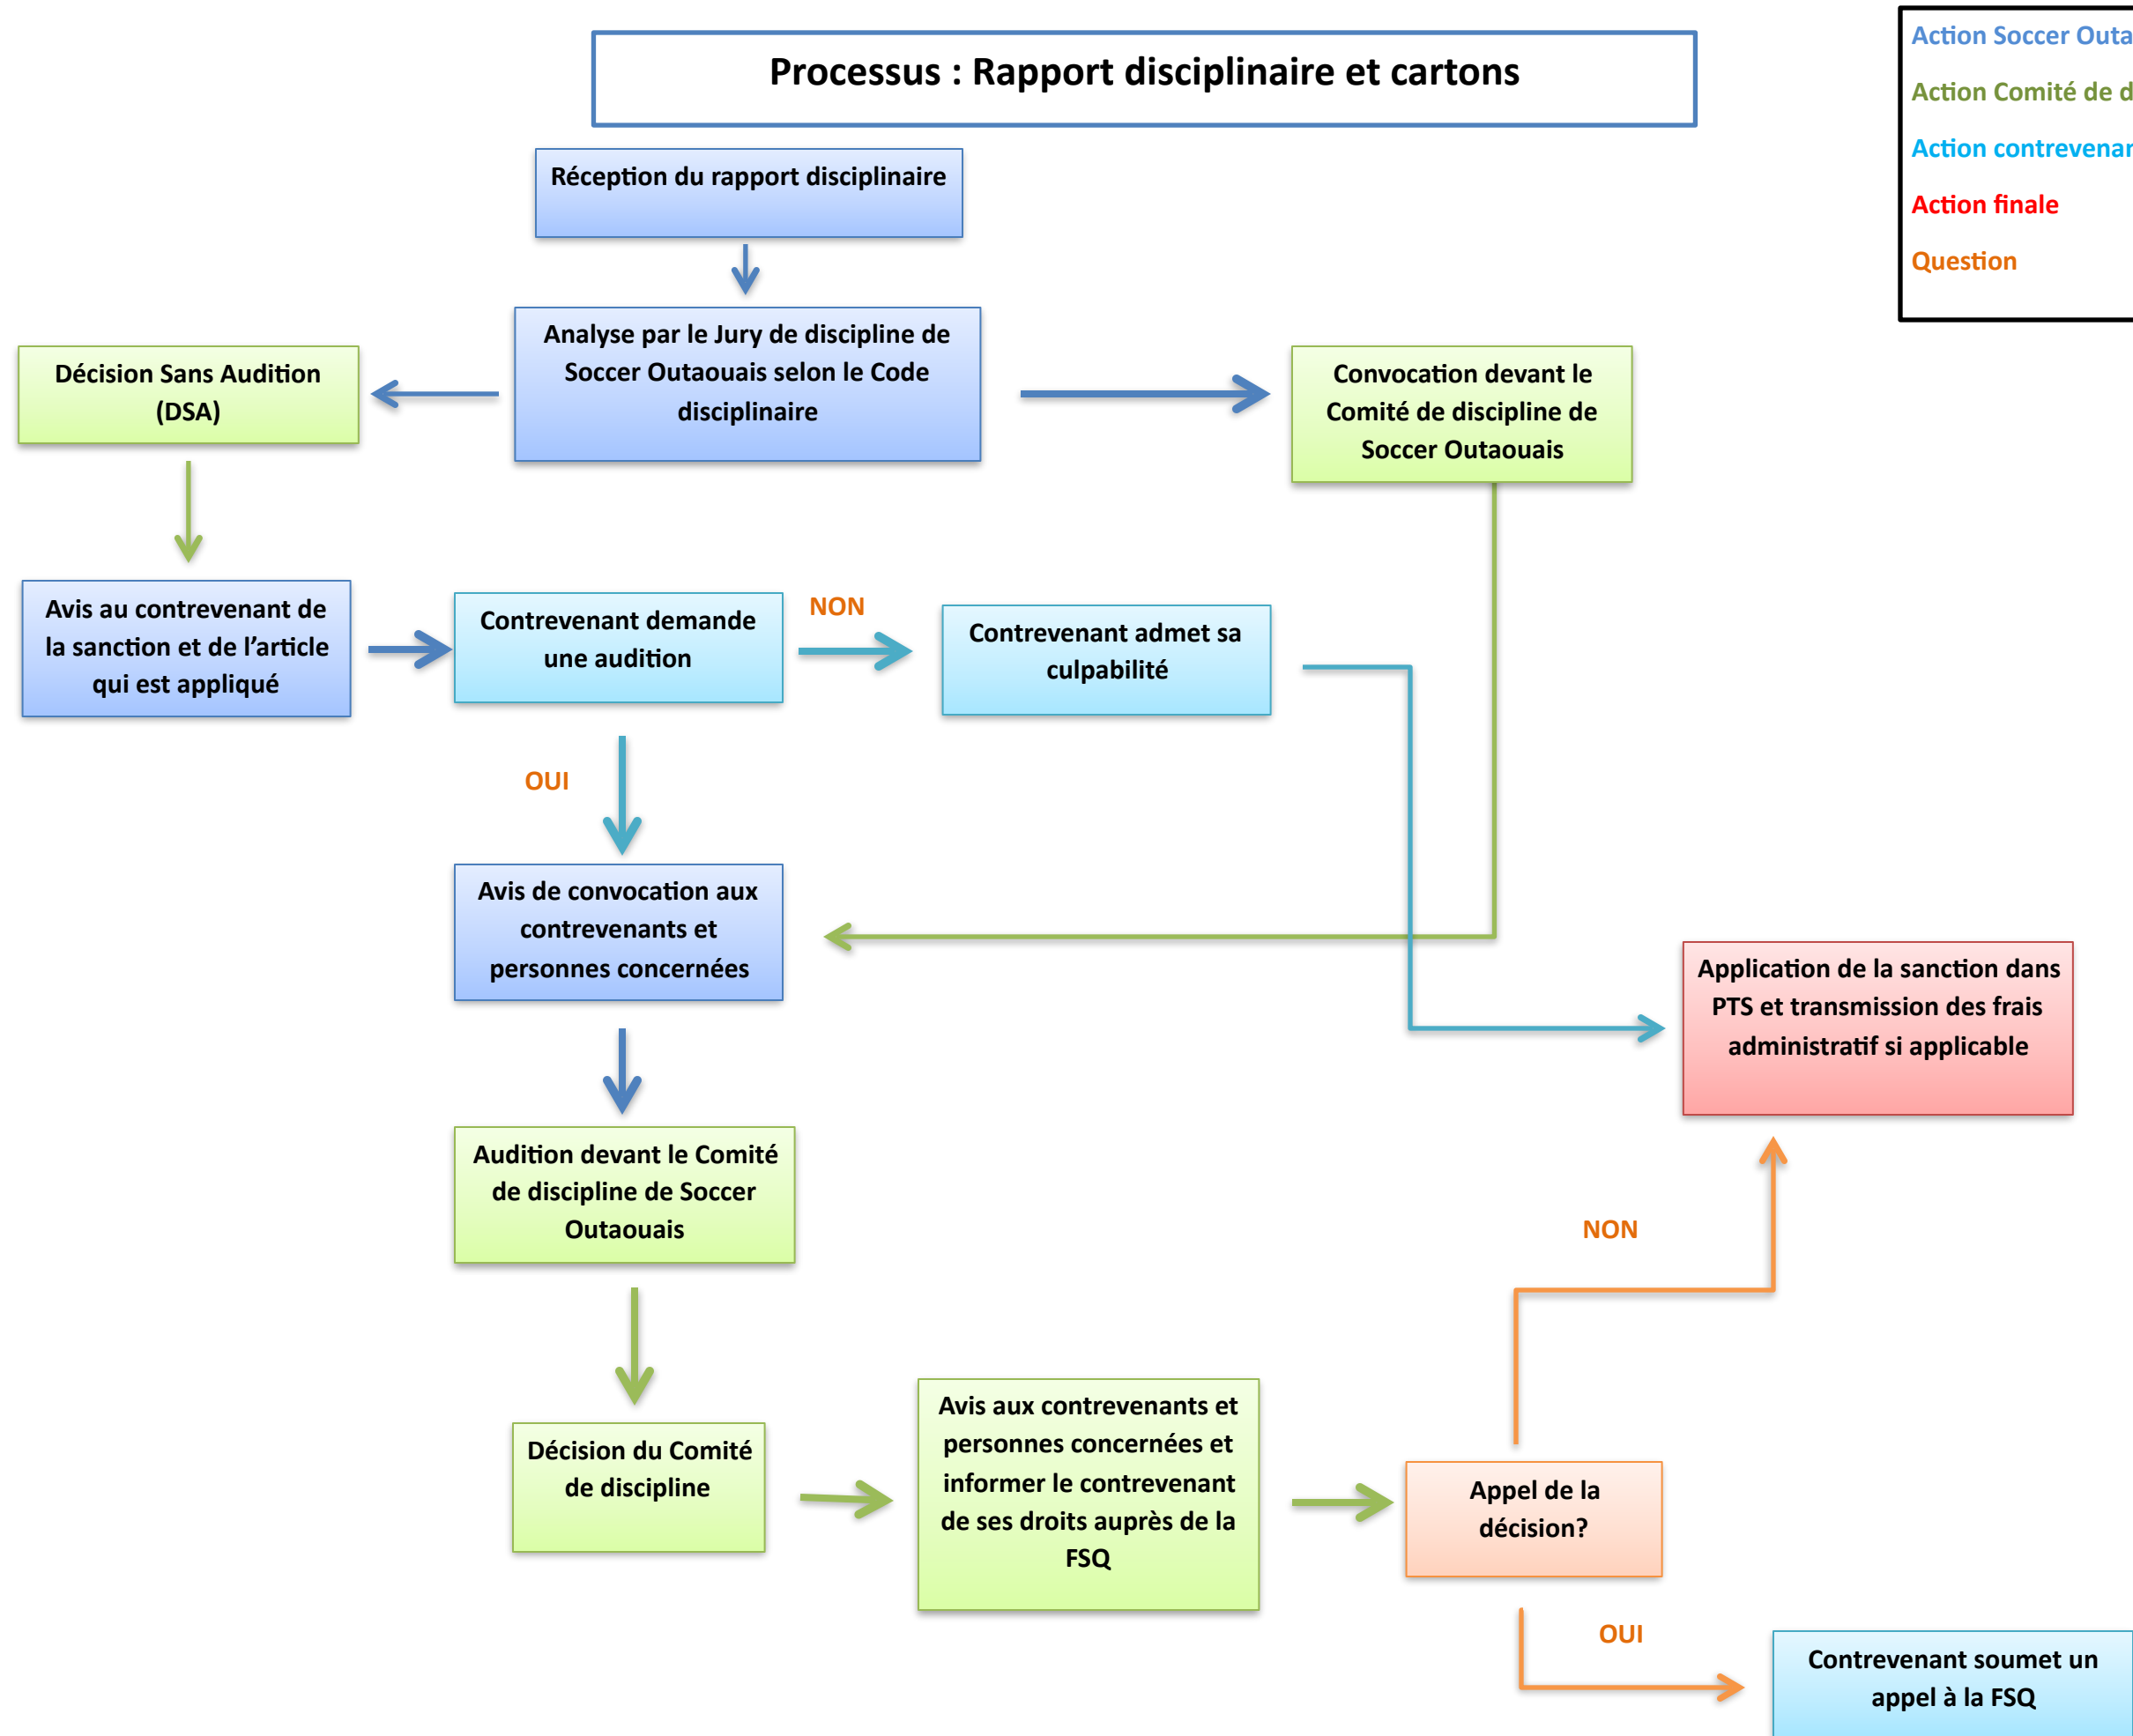 Processus : Rapport disciplinaire et cartons
Action Soccer
Action Comité de
Action
Action finale
Question
Réception du rapport disciplinaire
Analyse par le Jury de discipline de
Soccer Outaouais selon le Code
disciplinaire
Décision Sans Audition
(DSA)
Convocation devant le
Comité de discipline de
Soccer Outaouais
Avis au contrevenant de
la sanction et de l’article
qui est appliqué
Contrevenant demande
une audition
NON
Contrevenant admet sa
culpabilité
OUI
Avis de convocation aux
contrevenants et
personnes concernées
Application de la sanction dans
PTS et transmission des frais
administratif si applicable
Audition devant le Comité
de discipline de Soccer
Outaouais
NON
Décision du Comité
de discipline
Avis aux contrevenants et
personnes concernées et
informer le contrevenant
de ses droits auprès de la
FSQ
Appel de la
décision?
OUI
Contrevenant soumet un
appel à la FSQ